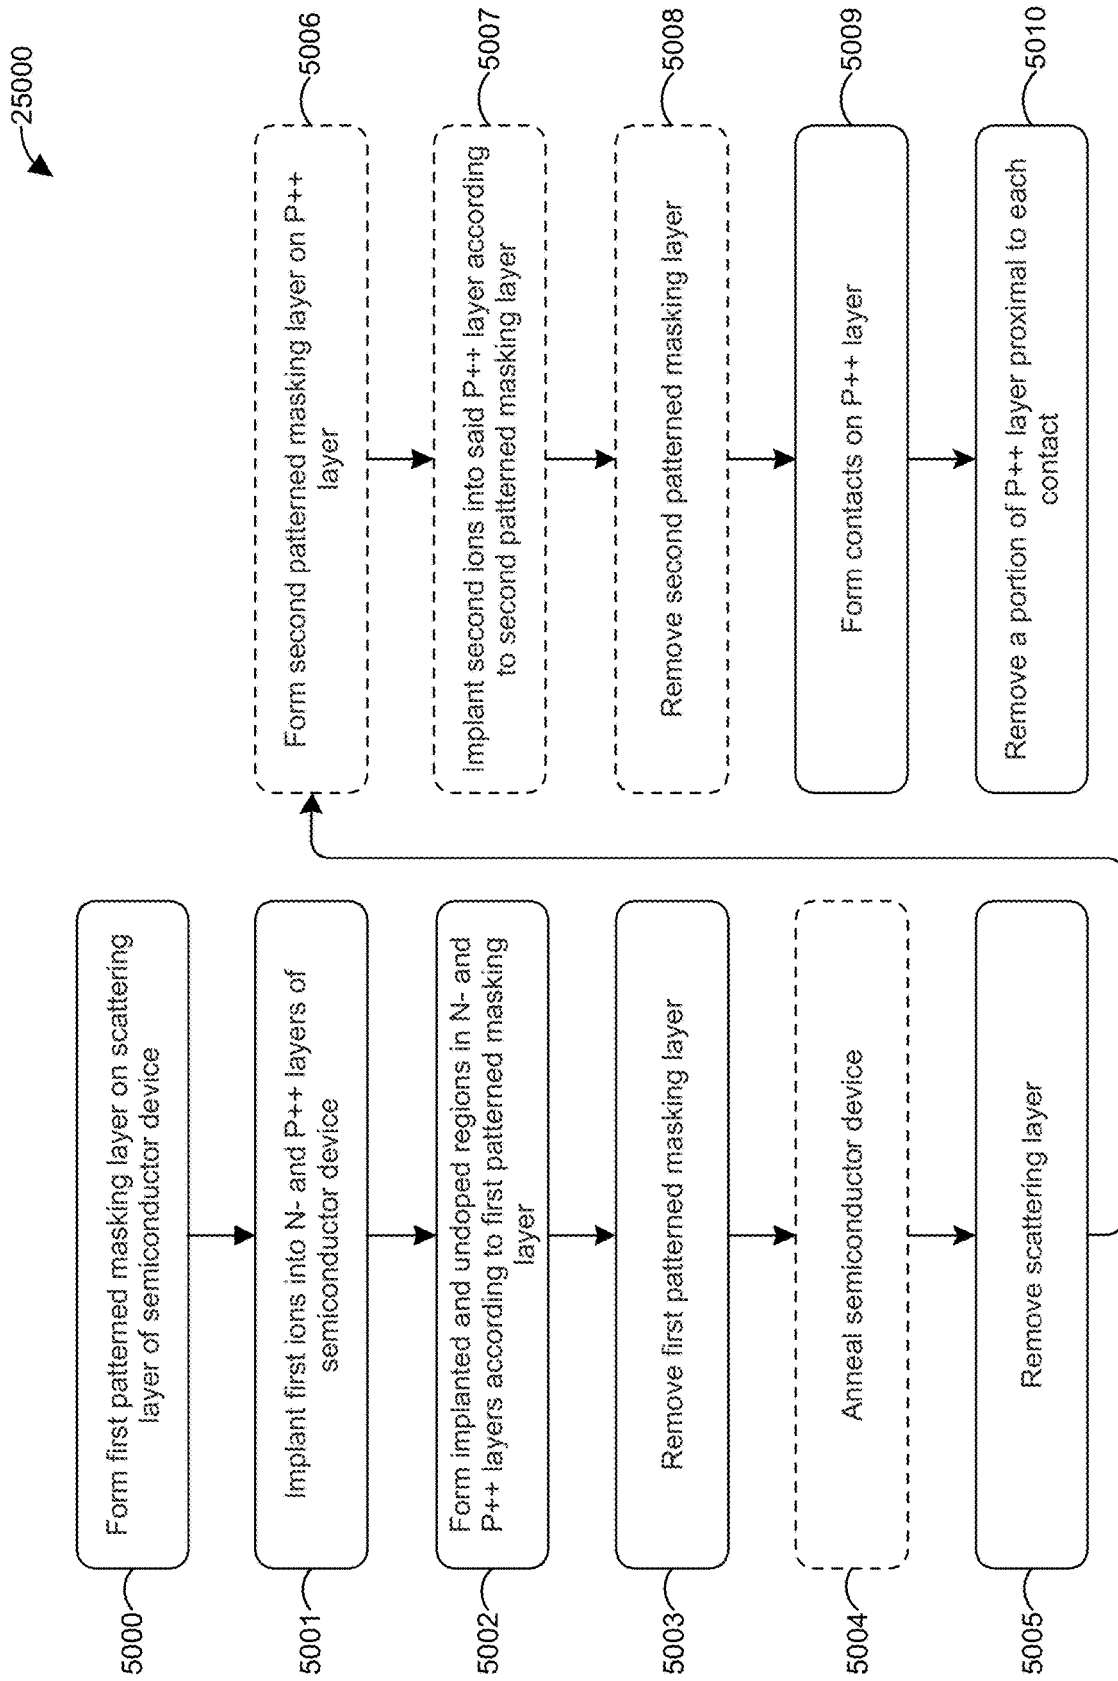 25000
5000
Form first patterned masking layer on scattering
layer of semiconductor device
5001
Implant first ions into N- and P++ layers of
semiconductor device
5002
Form implanted and undoped regions in N- and
P++ layers according to first patterned masking
layer
5003
Remove first patterned masking layer
5004
Anneal semiconductor device
5005
Remove scattering layer
5006
Form second patterned masking layer on P++
layer
5007
Implant second ions into said P++ layer according
to second patterned masking layer
5008
Remove second patterned masking layer
5009
Form contacts on P++ layer
5010
Remove a portion of P++ layer proximal to each
contact